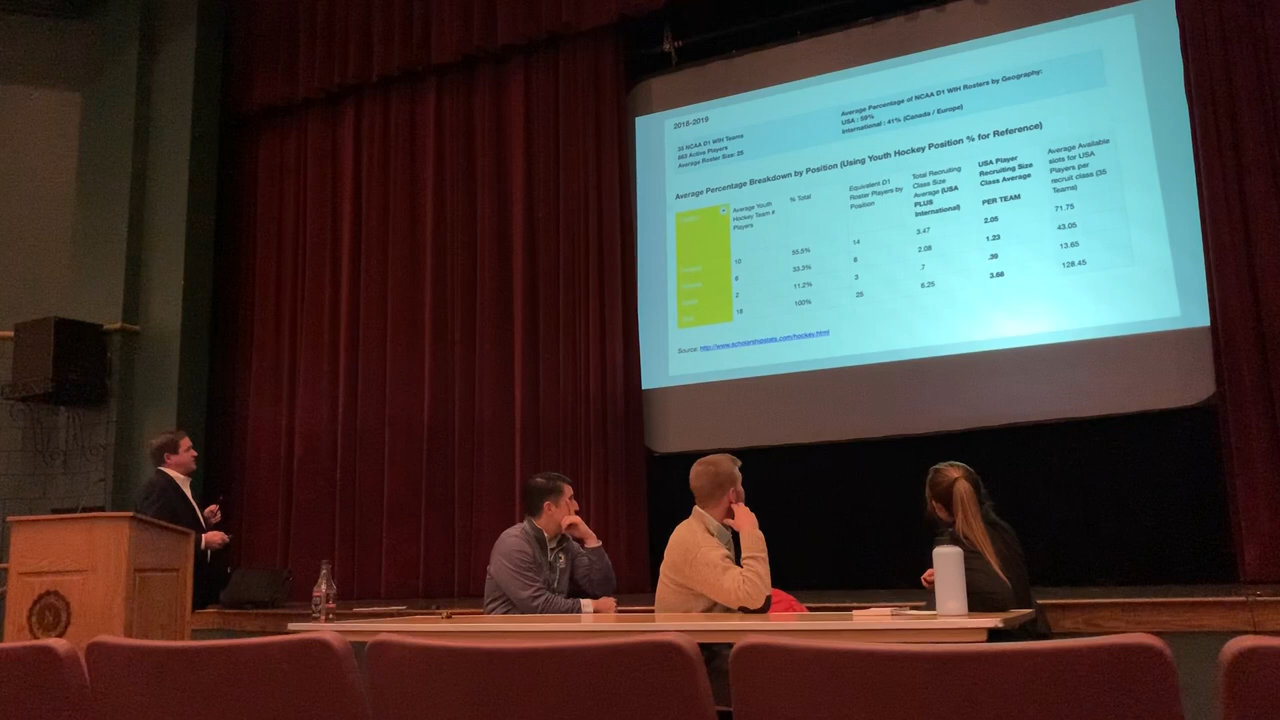 2018-2019
35 NCAA D1 WIH Teams
882 Active Players
Average Roster Size: 25
Average Percentage of NCAA D1 WIH Rosters by Geography:
USA : 59%
International : 41% (Canada / Europe)
Average Percentage Breakdown by Position (Using Youth Hockey Position % for Reference)
Average Youth
Hockey Team #
Players
% Total
Equivalent D1
Roster Players by
Position
Total Recruiting
Class Size
Average (USA
PLUS
International)
USA Player
Recruiting Size
Class Average
PER TEAM
Average Available
slots for USA
Players per
recruit class (35
Teams)
10 55.5% 14 3.47 2.05 71.75
6 33.3% 8 2.08 1.23 43.05
2 11.2% 3 .7 .39 13.65
18 100% 25 6.25 3.68 128.45
Source: http://www.scholarshipstats.com/hockey.html